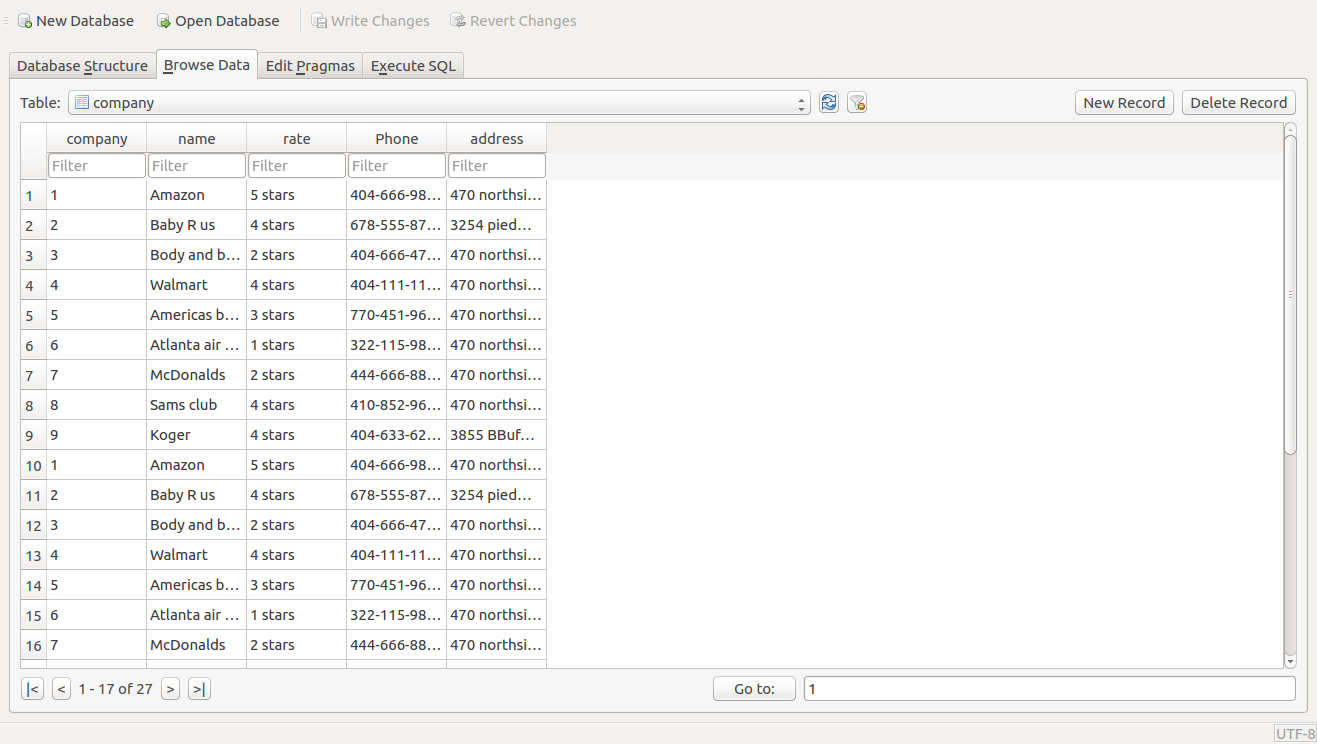 New Database Open Database Write Changes Revert Changes
Database Structure Browse Data Edit Pragmas Execute SQL
Table: company New Record Delete Record
company name rate Phone address
Filter Filter Filter Filter Filter
1 1 Amazon 5 stars 404-666-98... 470 northsi...
2 2 Baby R us 4 stars 678-555-87... 3254 pied...
3 3 Body and b... 2 stars 404-666-47... 470 northsi...
4 4 Walmart 4 stars 404-111-11... 470 northsi...
5 5 Americas b... 3 stars 770-451-96... 470 northsi...
6 6 Atlanta air ... 1 stars 322-115-98... 470 northsi...
7 7 McDonalds 2 stars 444-666-88... 470 northsi...
8 8 Sams club 4 stars 410-852-96... 470 northsi...
9 9 Koger 4 stars 404-633-62... 3855 BBuf...
10 1 Amazon 5 stars 404-666-98... 470 northsi...
11 2 Baby R us 4 stars 678-555-87... 3254 pied...
12 3 Body and b... 2 stars 404-666-47... 470 northsi...
13 4 Walmart 4 stars 404-111-11... 470 northsi...
14 5 Americas b... 3 stars 770-451-96... 470 northsi...
15 6 Atlanta air ... 1 stars 322-115-98... 470 northsi...
16 7 McDonalds 2 stars 444-666-88... 470 northsi...
|< < 1 - 17 of 27 > >| Go to: 1
UTF-8